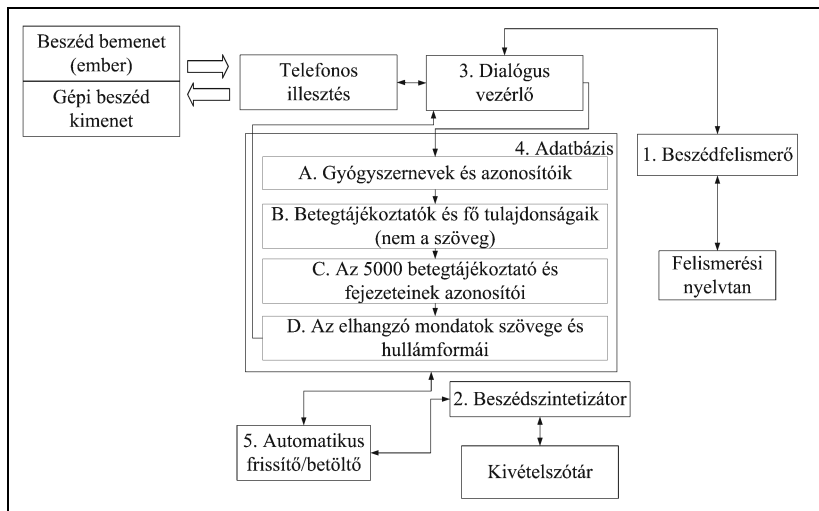 Beszéd bemenet
(ember)
Gépi beszéd
kimenet
Telefonos
illesztés
3. Dialógus
vezérlő
1. Beszédfelismerő
Felismerési
nyelvtan
4. Adatbázis
A. Gyógyszernevek és azonosítóik
B. Betegtájékoztatók és fő tulajdonságaik
(nem a szöveg)
C. Az 5000 betegtájékoztató és
fejezeteinek azonosítói
D. Az elhangzó mondatok szövege és
hullámformái
2. Beszédszintetizátor
5. Automatikus
frissítő/betöltő
Kivételszótár